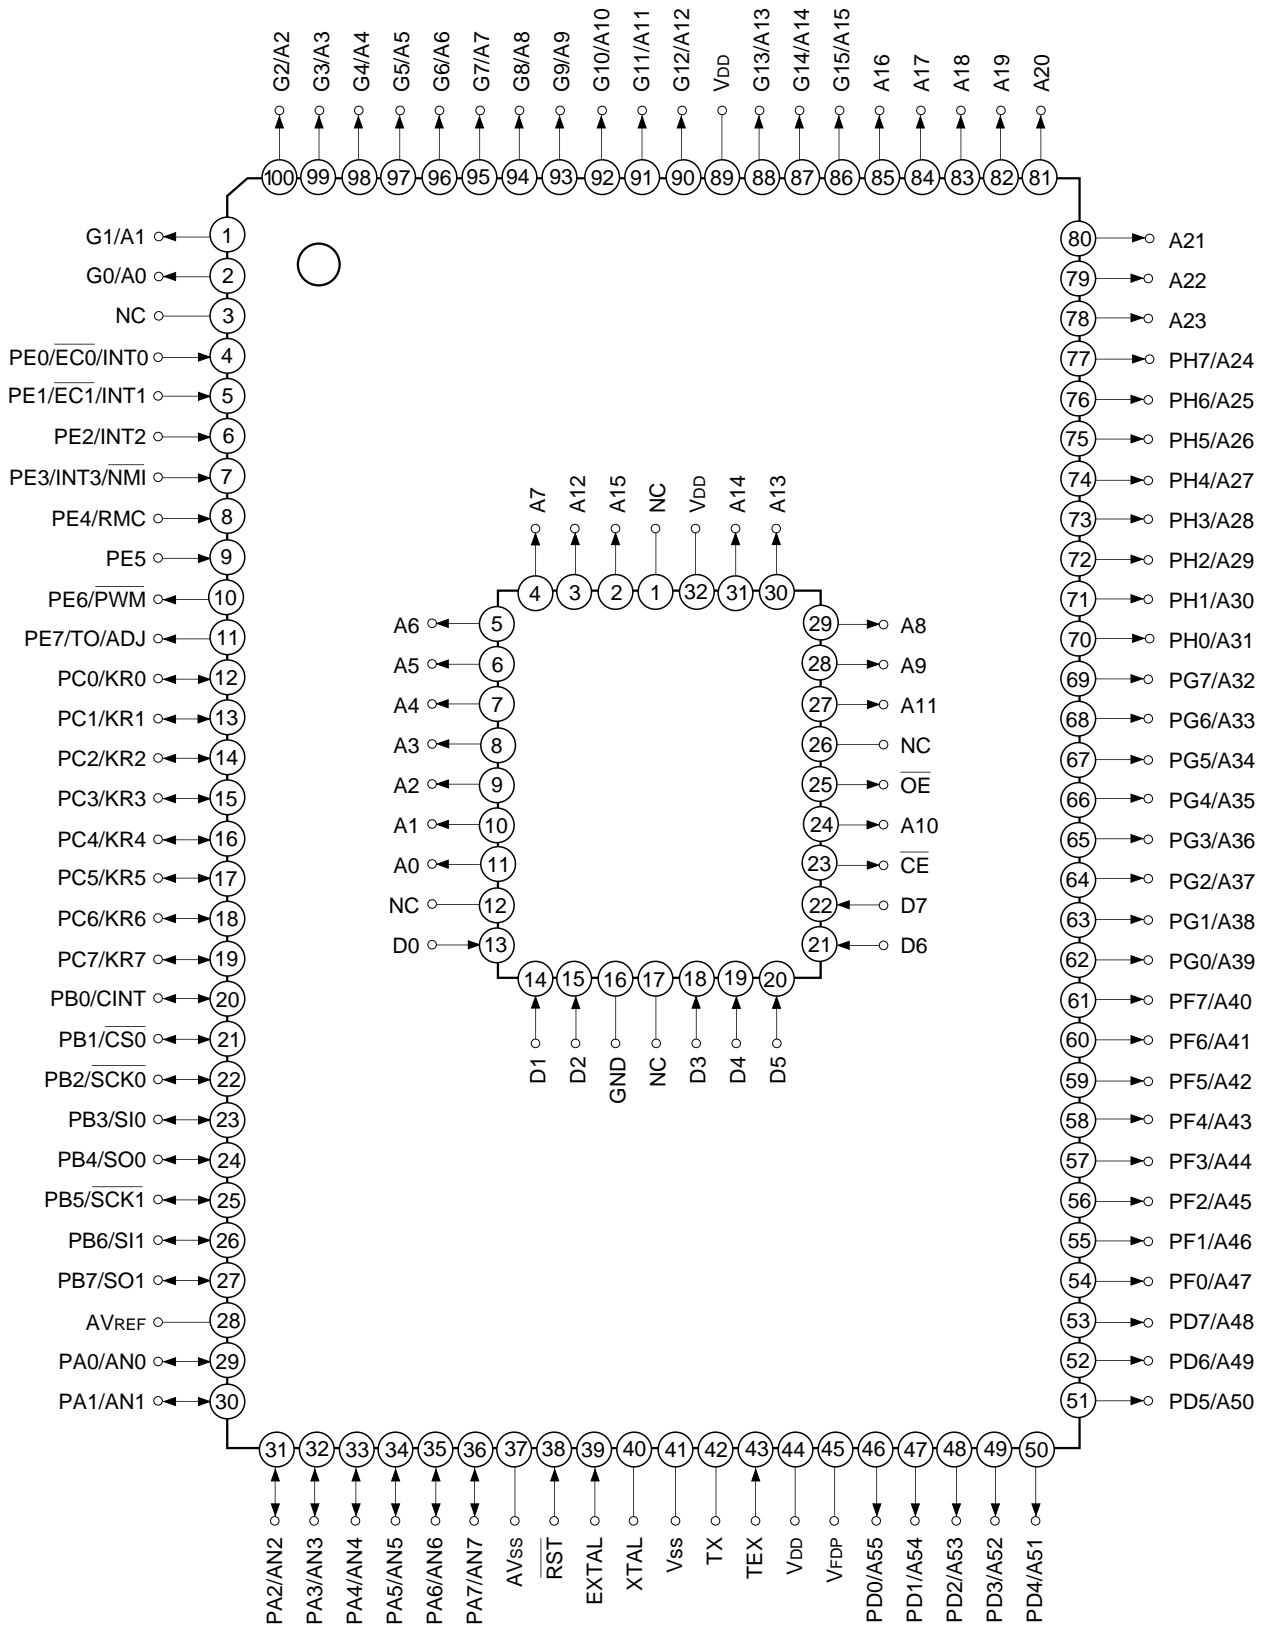 G2/A2
G3/A3
G4/A4
G5/A5
G6/A6
G7/A7
G8/A8
G9/A9
G10/A10
G11/A11
G12/A12
VDD
G13/A13
G14/A14
G15/A15
A16
A17
A18
A19
A20
100 99 98 97 96 95 94 93 92 91 90 89 88 87 86 85 84 83 82 81
G1/A1 1
G0/A0 2
NC 3
PE0/E̅C̅0̅/INT0 4
PE1/E̅C̅1̅/INT1 5
PE2/INT2 6
PE3/INT3/N̅M̅I̅ 7
PE4/RMC 8
PE5 9
PE6/P̅W̅M̅ 10
PE7/TO/ADJ 11
PC0/KR0 12
PC1/KR1 13
PC2/KR2 14
PC3/KR3 15
PC4/KR4 16
PC5/KR5 17
PC6/KR6 18
PC7/KR7 19
PB0/CINT 20
PB1/C̅S̅0̅ 21
PB2/S̅C̅K̅0̅ 22
PB3/SI0 23
PB4/SO0 24
PB5/S̅C̅K̅1̅ 25
PB6/SI1 26
PB7/SO1 27
AVREF 28
PA0/AN0 29
PA1/AN1 30
A7
A12
A15
NC
VDD
A14
A13
4 3 2 1 32 31 30
A6 5
A5 6
A4 7
A3 8
A2 9
A1 10
A0 11
NC 12
D0 13
29 A8
28 A9
27 A11
26 NC
25 O̅E̅
24 A10
23 C̅E̅
22 D7
21 D6
14 15 16 17 18 19 20
D1
D2
GND
NC
D3
D4
D5
80 A21
79 A22
78 A23
77 PH7/A24
76 PH6/A25
75 PH5/A26
74 PH4/A27
73 PH3/A28
72 PH2/A29
71 PH1/A30
70 PH0/A31
69 PG7/A32
68 PG6/A33
67 PG5/A34
66 PG4/A35
65 PG3/A36
64 PG2/A37
63 PG1/A38
62 PG0/A39
61 PF7/A40
60 PF6/A41
59 PF5/A42
58 PF4/A43
57 PF3/A44
56 PF2/A45
55 PF1/A46
54 PF0/A47
53 PD7/A48
52 PD6/A49
51 PD5/A50
31 32 33 34 35 36 37 38 39 40 41 42 43 44 45 46 47 48 49 50
PA2/AN2
PA3/AN3
PA4/AN4
PA5/AN5
PA6/AN6
PA7/AN7
AVss
R̅S̅T̅
EXTAL
XTAL
Vss
TX
TEX
VDD
VFDP
PD0/A55
PD1/A54
PD2/A53
PD3/A52
PD4/A51